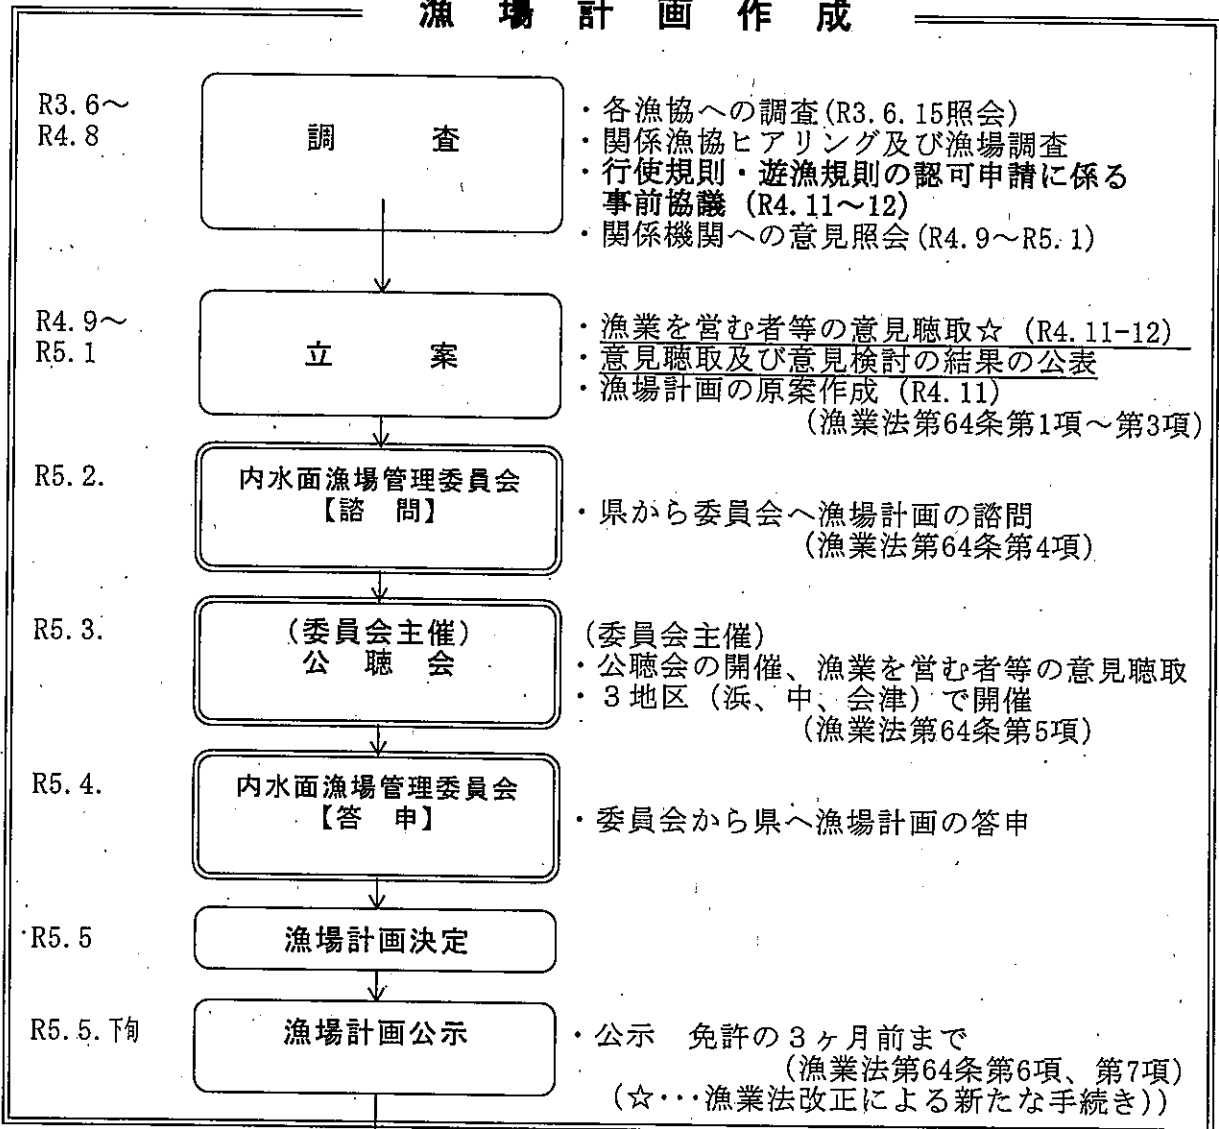 漁場計画作成
R3.6～
R4.8
調査
・各漁協への調査(R3.6.15照会)
・関係漁協ヒアリング及び漁場調査
・行使規則・遊漁規則の認可申請に係る
事前協議（R4.11～12）
・関係機関への意見照会(R4.9～R5.1)
R4.9～
R5.1
立案
・漁業を営む者等の意見聴取☆（R4.11-12）
・意見聴取及び意見検討の結果の公表
・漁場計画の原案作成（R4.11）
（漁業法第64条第1項～第3項）
R5.2.
内水面漁場管理委員会
【諮問】
・県から委員会へ漁場計画の諮問
（漁業法第64条第4項）
R5.3.
（委員会主催）
公聴会
（委員会主催）
・公聴会の開催、漁業を営む者等の意見聴取
・３地区（浜、中、会津）で開催
（漁業法第64条第5項）
R5.4.
内水面漁場管理委員会
【答申】
・委員会から県へ漁場計画の答申
R5.5
漁場計画決定
R5.5.下旬
漁場計画公示
・公示　免許の３ヶ月前まで
（漁業法第64条第6項、第7項）
（☆･･･漁業法改正による新たな手続き））